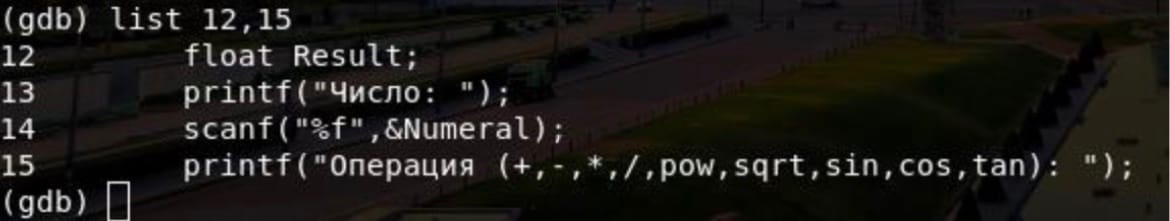 (gdb) list 12,15
12 float Result;
13 printf("Число: ");
14 scanf("%f",&Numeral);
15 printf("Операция (+,-,*,/,pow,sqrt,sin,cos,tan): ");
(gdb)